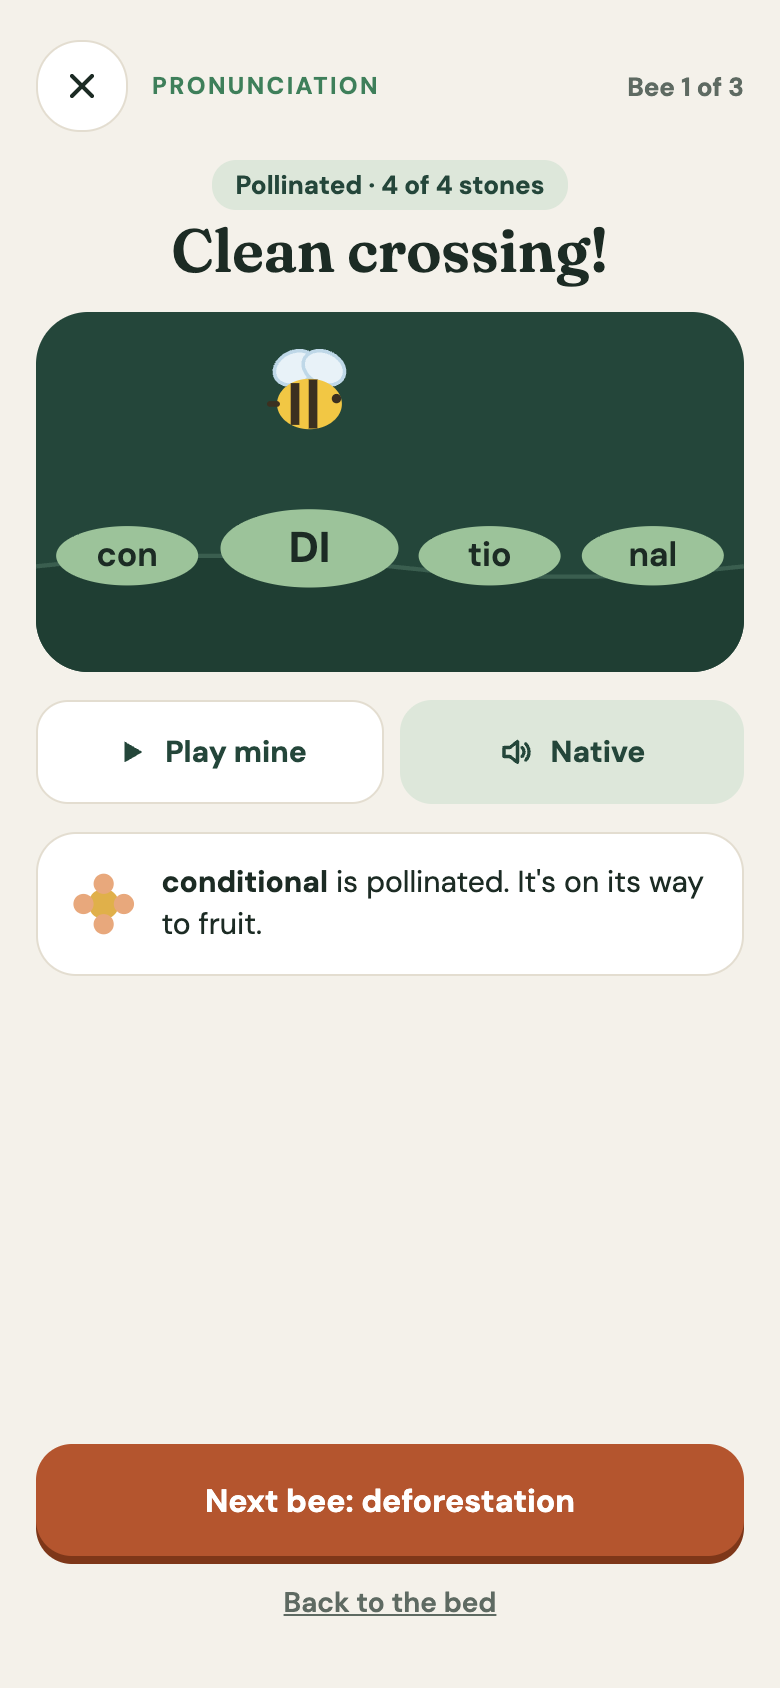 PRONUNCIATION
Bee 1 of 3
Pollinated · 4 of 4 stones
Clean crossing!
con DI tio nal
Play mine
Native
conditional is pollinated. It's on its way
to fruit.
Next bee: deforestation
Back to the bed